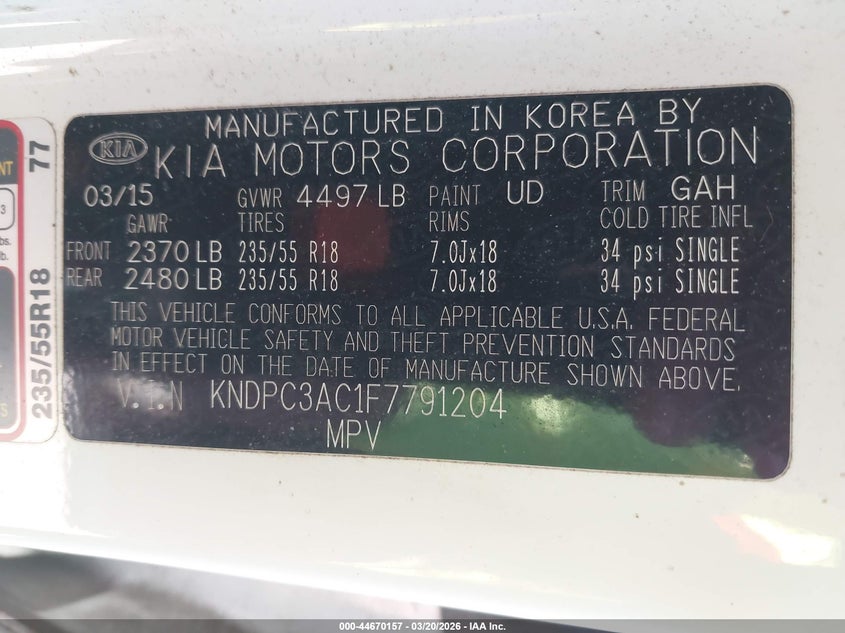 MANUFACTURED IN KOREA BY
KIA KIA MOTORS CORPORATION
03/15 GVWR 4497 LB PAINT UD TRIM GAH
GAWR TIRES RIMS COLD TIRE INFL
FRONT 2370 LB 235/55 R18 7.0Jx18 34 psi SINGLE
REAR 2480 LB 235/55 R18 7.0Jx18 34 psi SINGLE
THIS VEHICLE CONFORMS TO ALL APPLICABLE U.S.A. FEDERAL
MOTOR VEHICLE SAFETY AND THEFT PREVENTION STANDARDS
IN EFFECT ON THE DATE OF MANUFACTURE SHOWN ABOVE.
V.I.N KNDPC3AC1F7791204
MPV
235/55R18 77
000-44670157 - 03/20/2026 - IAA Inc.